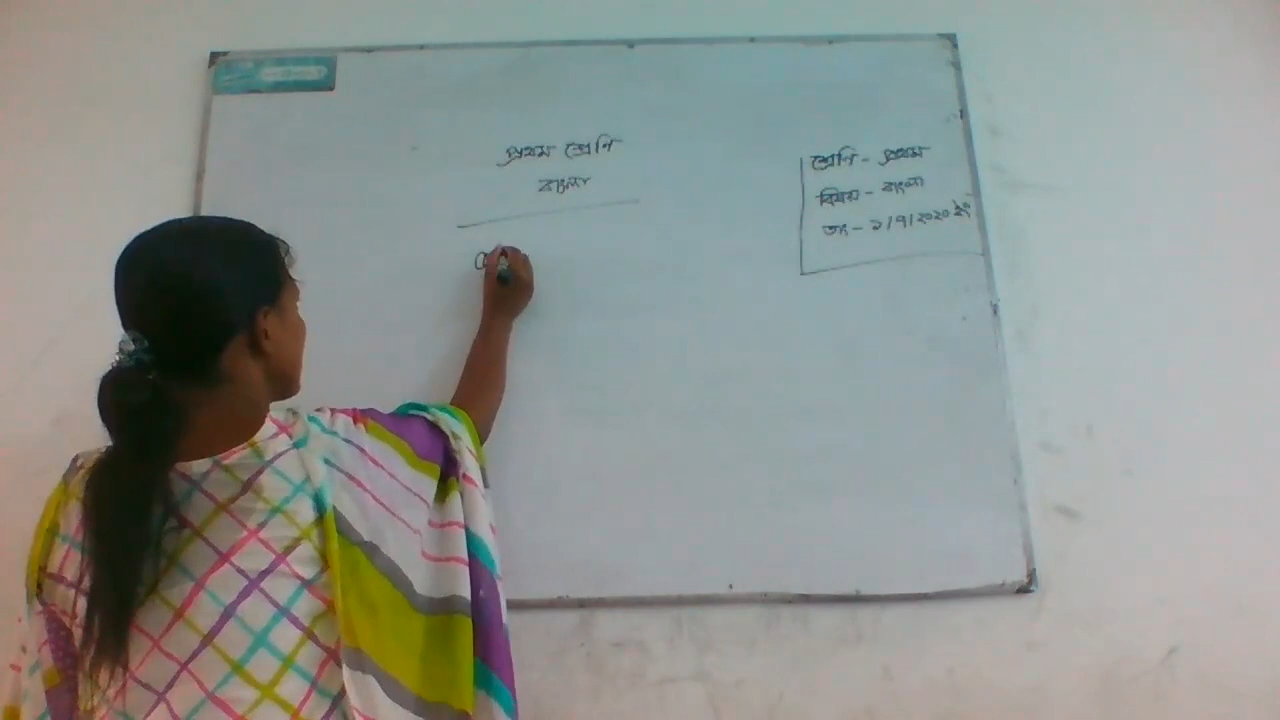 প্রথম শ্রেণি
বাংলা
শ্রেণি - প্রথম
বিষয় - বাংলা
তাং - ১/৭/২০২০ ইং